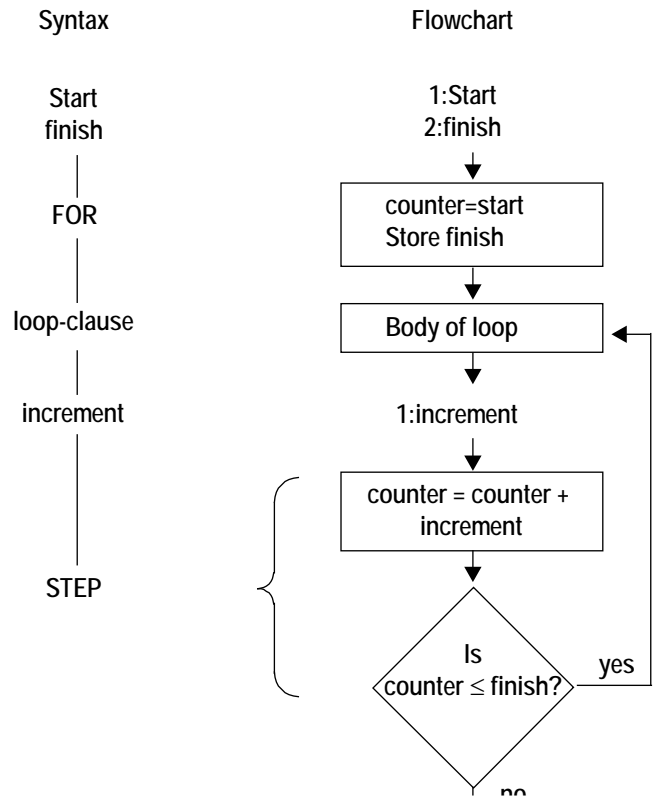 Syntax
Flowchart
Start
finish
FOR
loop-clause
increment
STEP
1:Start
2:finish
counter=start
Store finish
Body of loop
1:increment
counter = counter +
increment
Is
counter ≤ finish?
yes
no